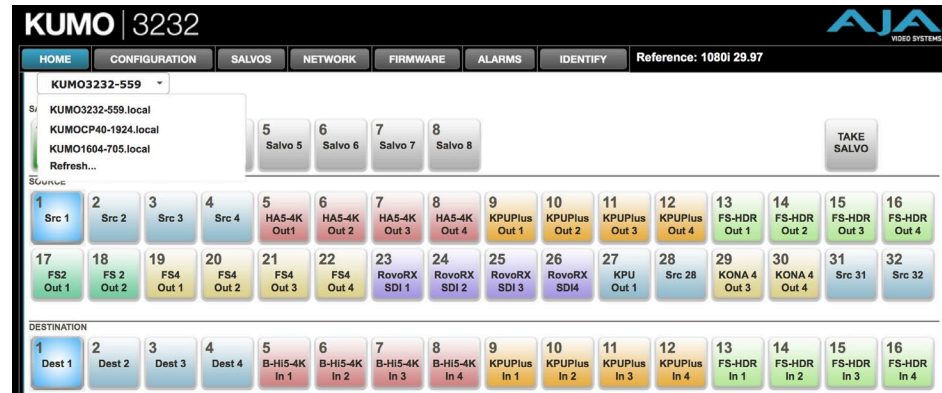 KUMO 3232
AJA
VIDEO SYSTEMS
HOME CONFIGURATION SALVOS NETWORK FIRMWARE ALARMS IDENTIFY Reference: 1080i 29.97
KUMO3232-559
KUMO3232-559.local
KUMOCP40-1924.local
KUMO1604-705.local
Refresh...
5 6 7 8
Salvo 5 Salvo 6 Salvo 7 Salvo 8
TAKE
SALVO
SOURCE
1 2 3 4 5 6 7 8 9 10 11 12 13 14 15 16
Src 1 Src 2 Src 3 Src 4 HA5-4K HA5-4K HA5-4K HA5-4K KPUPlus KPUPlus KPUPlus KPUPlus FS-HDR FS-HDR FS-HDR FS-HDR
Out1 Out 2 Out 3 Out 4 Out 1 Out 2 Out 3 Out 4 Out 1 Out 2 Out 3 Out 4
17 18 19 20 21 22 23 24 25 26 27 28 29 30 31 32
FS2 FS 2 FS4 FS4 FS4 FS4 RovoRX RovoRX RovoRX RovoRX KPU Src 28 KONA 4 KONA 4 Src 31 Src 32
Out 1 Out 2 Out 1 Out 2 Out 3 Out 4 SDI 1 SDI 2 SDI 3 SDI4 Out 1 Out 3 Out 4
DESTINATION
1 2 3 4 5 6 7 8 9 10 11 12 13 14 15 16
Dest 1 Dest 2 Dest 3 Dest 4 B-Hi5-4K B-Hi5-4K B-Hi5-4K B-Hi5-4K KPUPlus KPUPlus KPUPlus KPUPlus FS-HDR FS-HDR FS-HDR FS-HDR
In 1 In 2 In 3 In 4 In 1 In 2 In 3 In 4 In 1 In 2 In 3 In 4